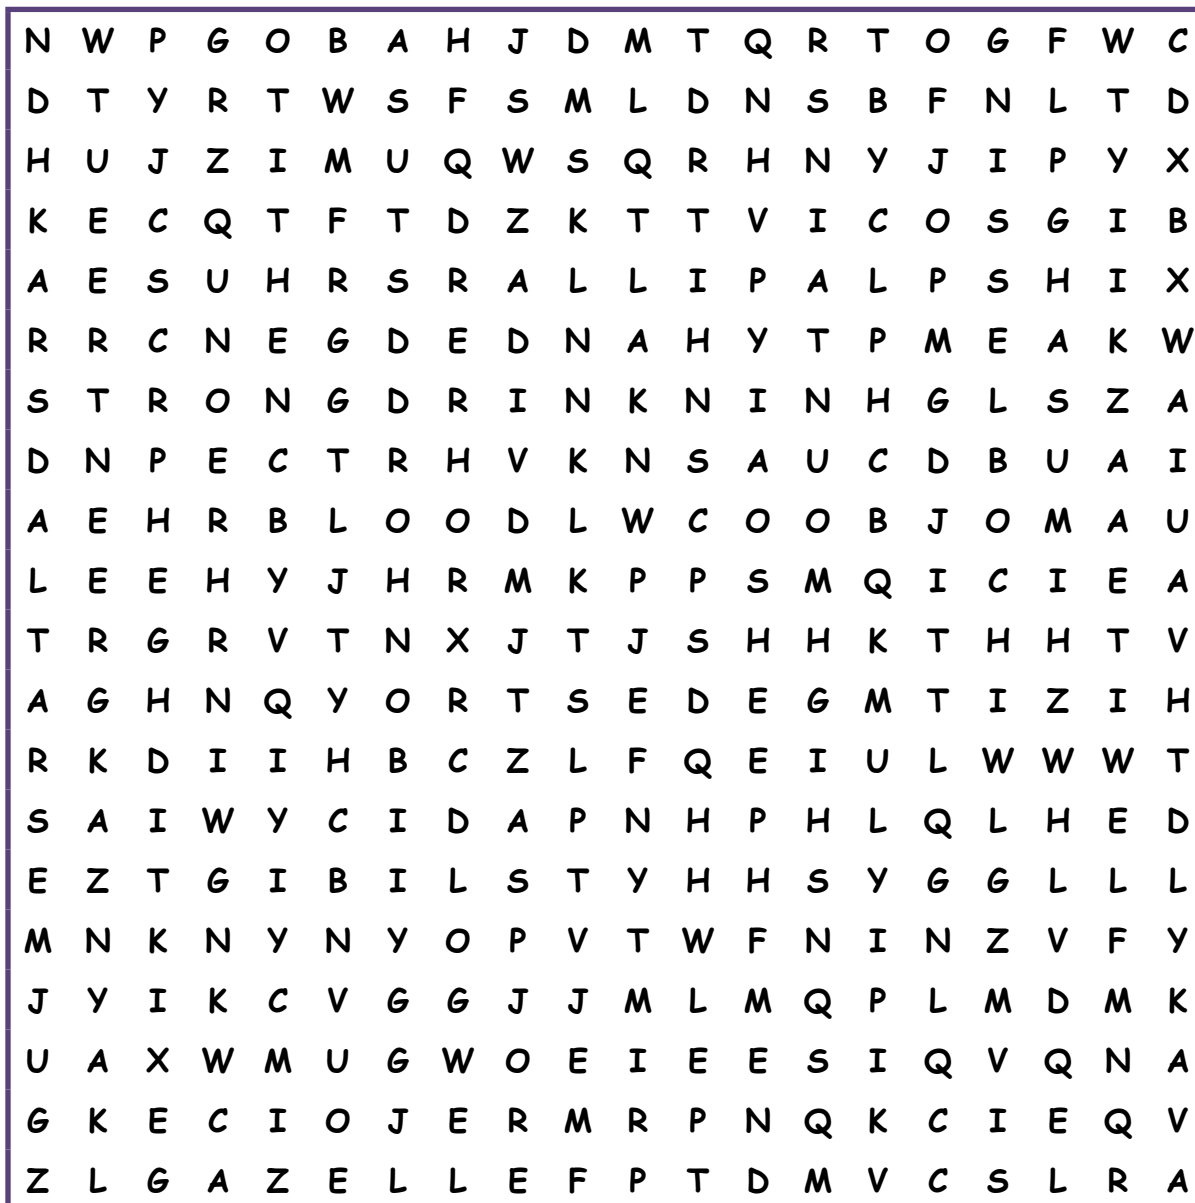 N W P G O B A H J D M T Q R T O G F W C
D T Y R T W S F S M L D N S B F N L T D
H U J Z I M U Q W S Q R H N Y J I P Y X
K E C Q T F T D Z K T T V I C O S G I B
A E S U H R S R A L L I P A L P S H I X
R R C N E G D E D N A H Y T P M E A K W
S T R O N G D R I N K N I N H G L S Z A
D N P E C T R H V K N S A U C D B U A I
A E H R B L O O D L W C O O B J O M A U
L E E H Y J H R M K P P S M Q I C I E A
T R G R V T N X J T J S H H K T H H T V
A G H N Q Y O R T S E D E G M T I Z I H
R K D I I H B C Z L F Q E I U L W W W T
S A I W Y C I D A P N H P H L Q L H E D
E Z T G I B I L S T Y H H S Y G G L L L
M N K N Y N Y O P V T W F N I N Z V F Y
J Y I K C V G G J J M L M Q P L M D M K
U A X W M U G W O E I E E S I Q V Q N A
G K E C I O J E R M R P N Q K C I E Q V
Z L G A Z E L L E F P T D M V C S L R A